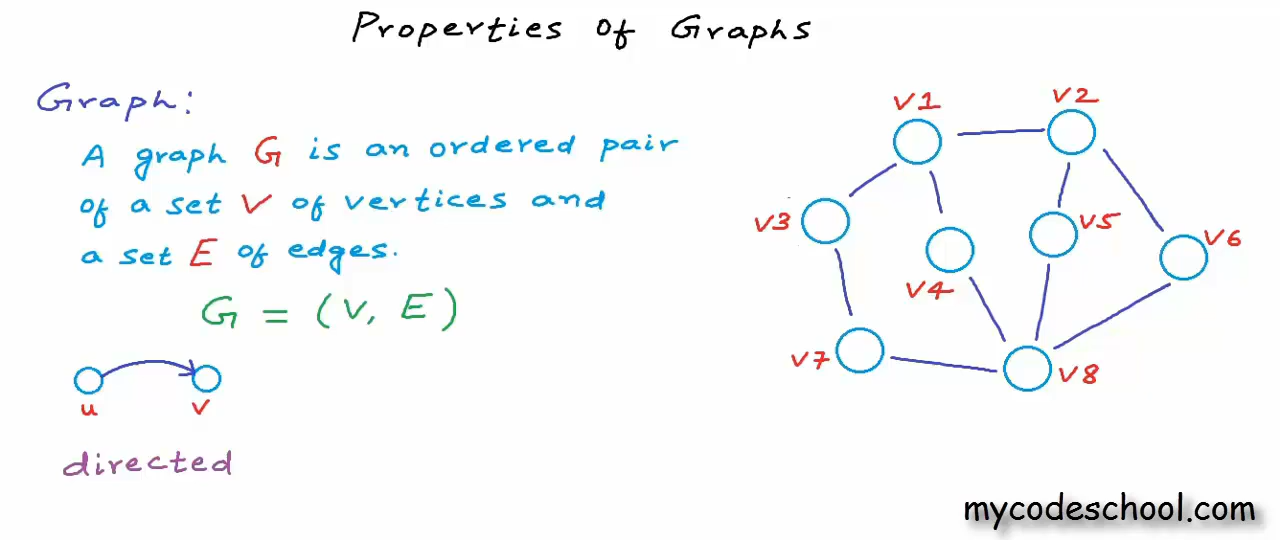 Properties of Graphs
Graph:
A graph G is an ordered pair
of a set V of vertices and
a set E of edges.
G = (V, E)
u
v
directed
v1
v2
v3
v5
v6
v4
v7
v8
mycodeschool.com